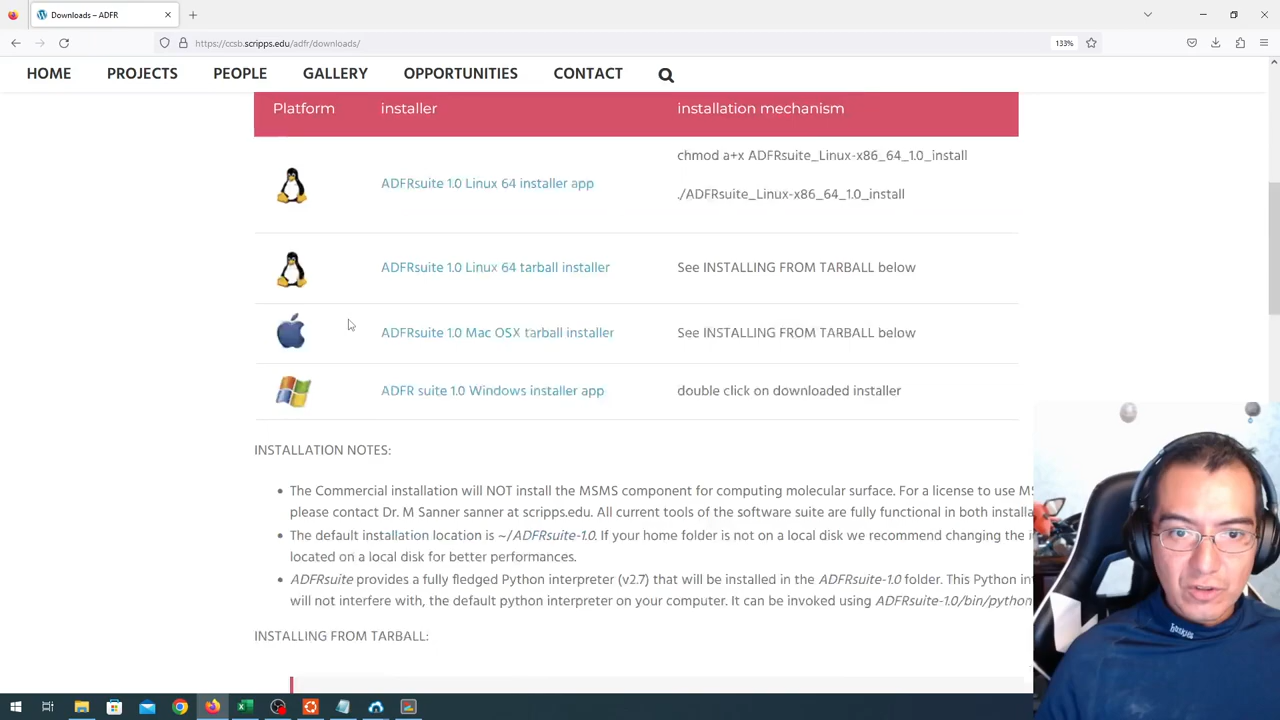 Downloads – ADFR
https://ccsb.scripps.edu/adfr/downloads/
133%
HOME PROJECTS PEOPLE GALLERY OPPORTUNITIES CONTACT
Platform installer installation mechanism
ADFRsuite 1.0 Linux 64 installer app
chmod a+x ADFRsuite_Linux-x86_64_1.0_install
./ADFRsuite_Linux-x86_64_1.0_install
ADFRsuite 1.0 Linux 64 tarball installer See INSTALLING FROM TARBALL below
ADFRsuite 1.0 Mac OSX tarball installer See INSTALLING FROM TARBALL below
ADFR suite 1.0 Windows installer app double click on downloaded installer
INSTALLATION NOTES:
The Commercial installation will NOT install the MSMS component for computing molecular surface. For a license to use
please contact Dr. M Sanner sanner at scripps.edu. All current tools of the software suite are fully functional in both
The default installation location is ~/ADFRsuite-1.0. If your home folder is not on a local disk we recommend changing the
located on a local disk for better performances.
ADFRsuite provides a fully fledged Python interpreter (v2.7) that will be installed in the ADFRsuite-1.0 folder. This Python
will not interfere with, the default python interpreter on your computer. It can be invoked using ADFRsuite-1.0/bin/python
INSTALLING FROM TARBALL:
HUSKIES